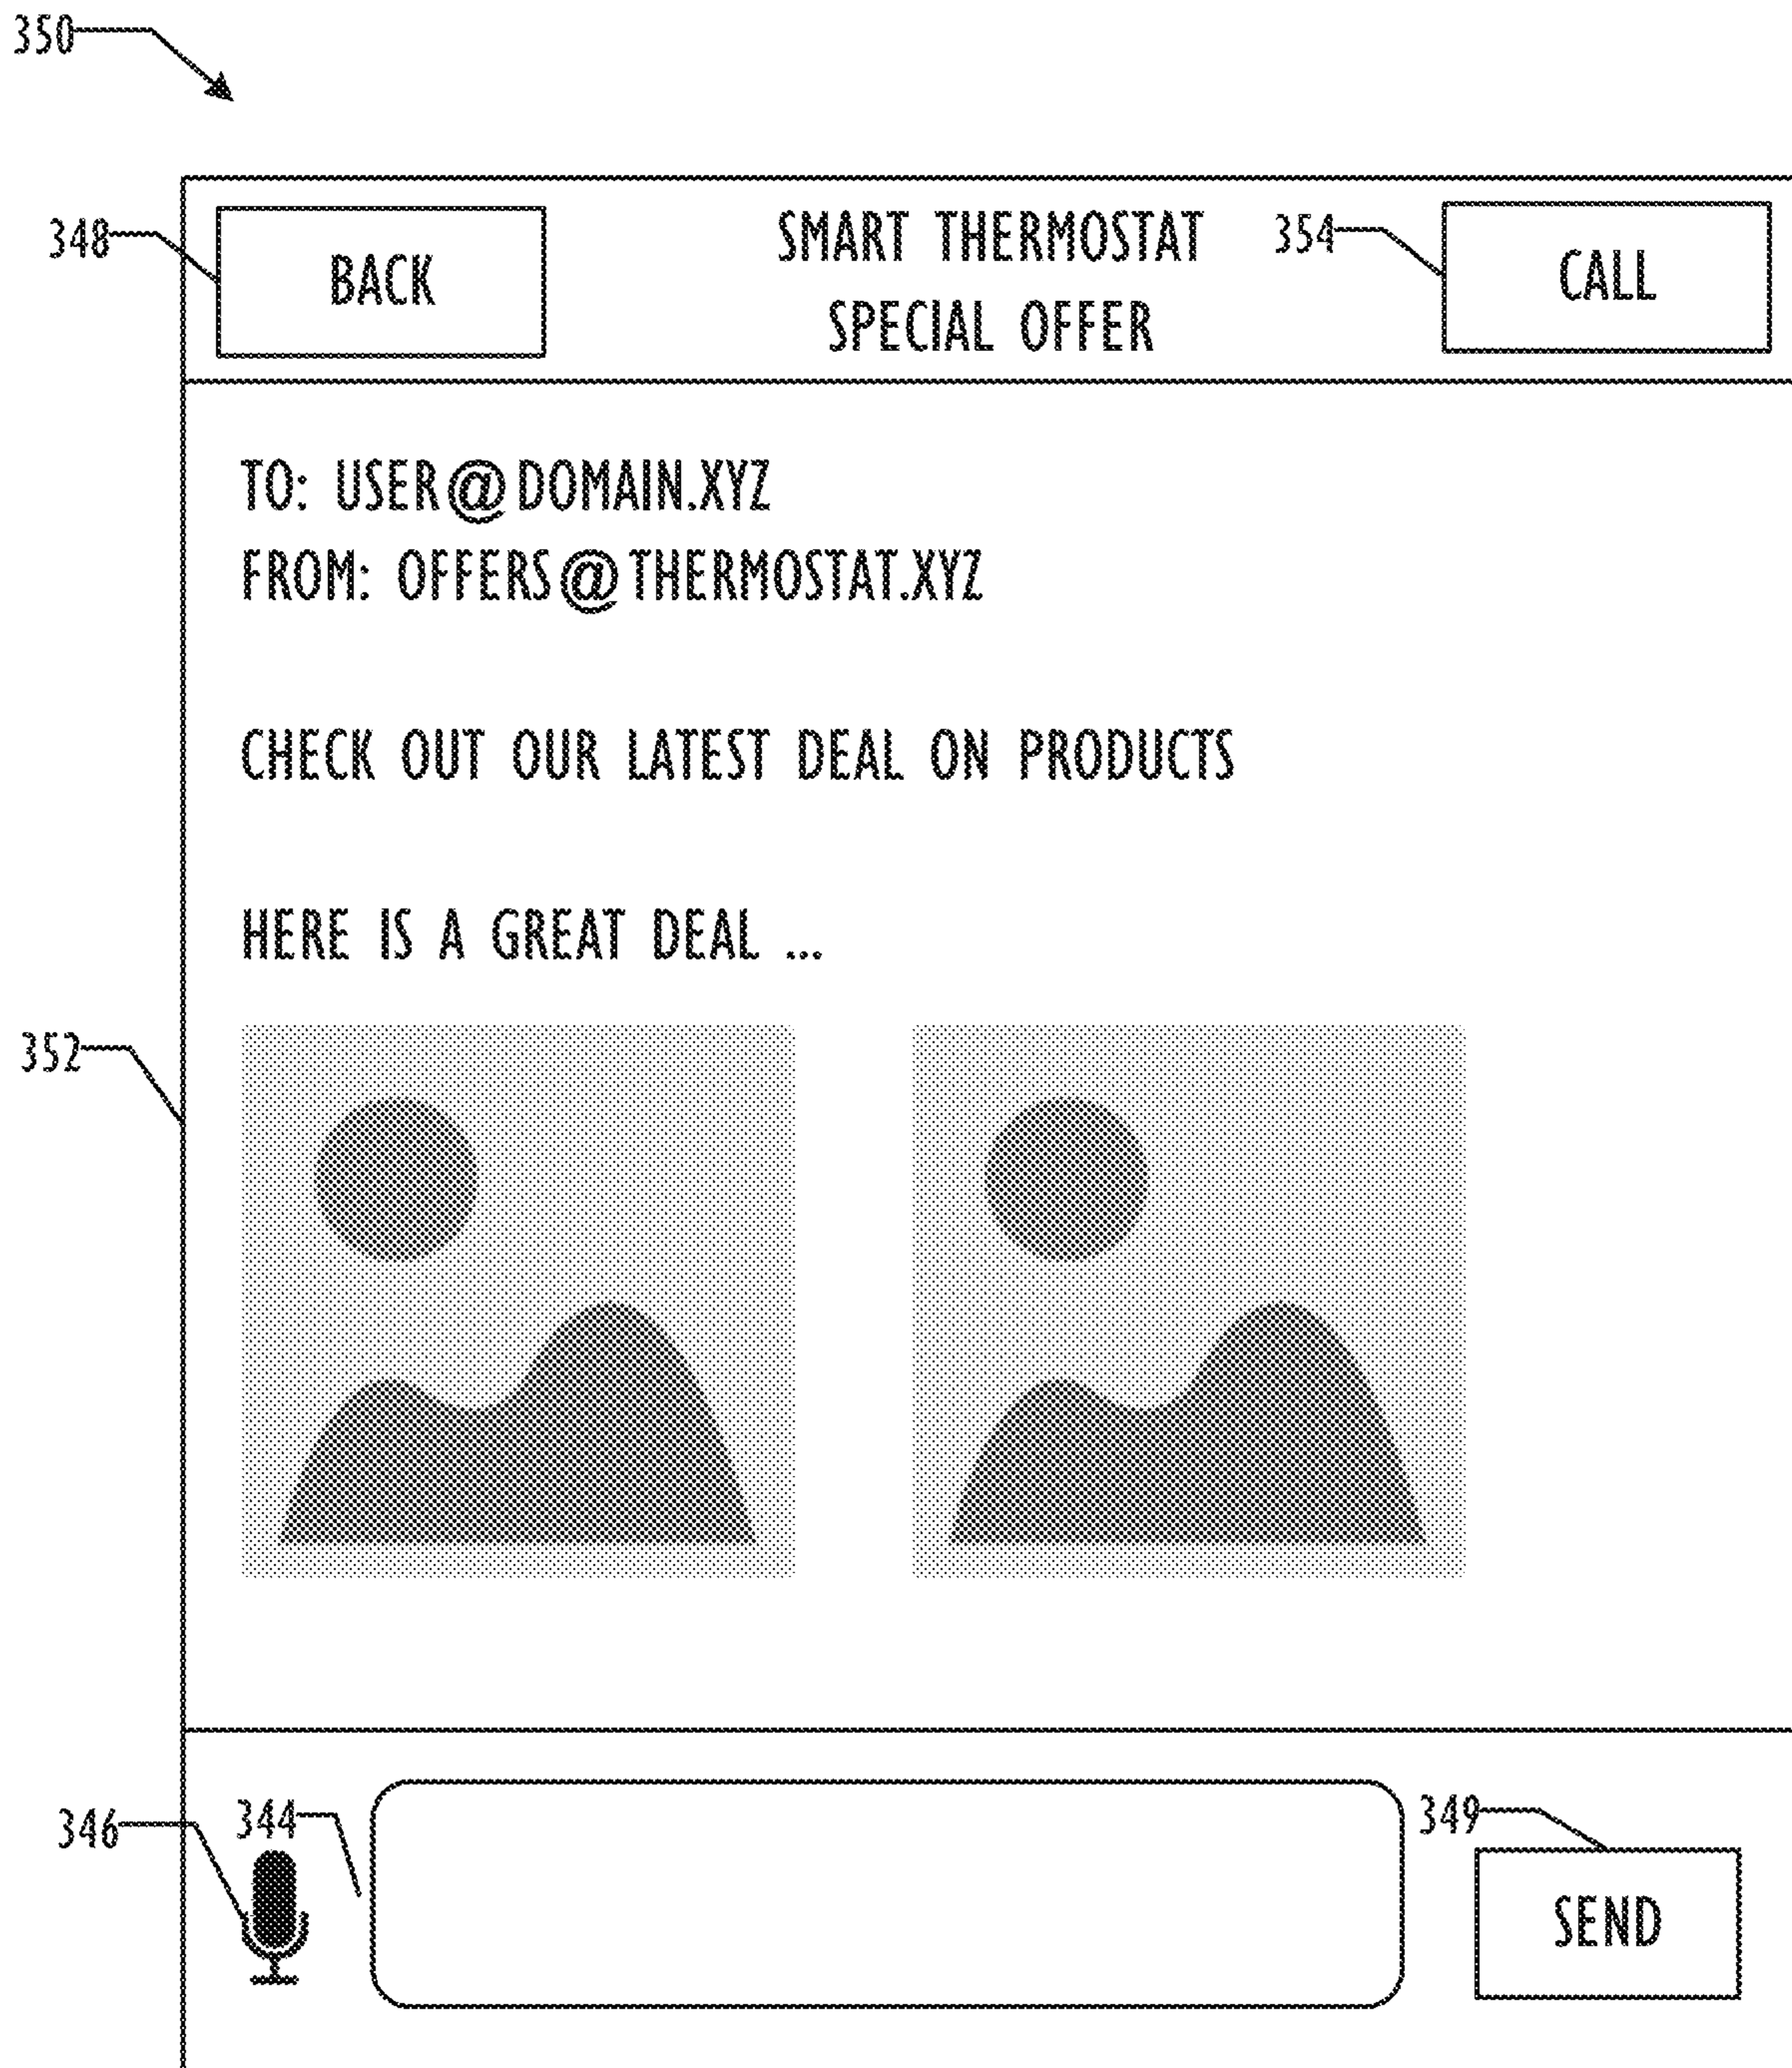 350
348
BACK
SMART THERMOSTAT
SPECIAL OFFER
354
CALL
TO: USER@DOMAIN.XYZ
FROM: OFFERS@THERMOSTAT.XYZ
CHECK OUT OUR LATEST DEAL ON PRODUCTS
HERE IS A GREAT DEAL ...
352
346
344
349
SEND